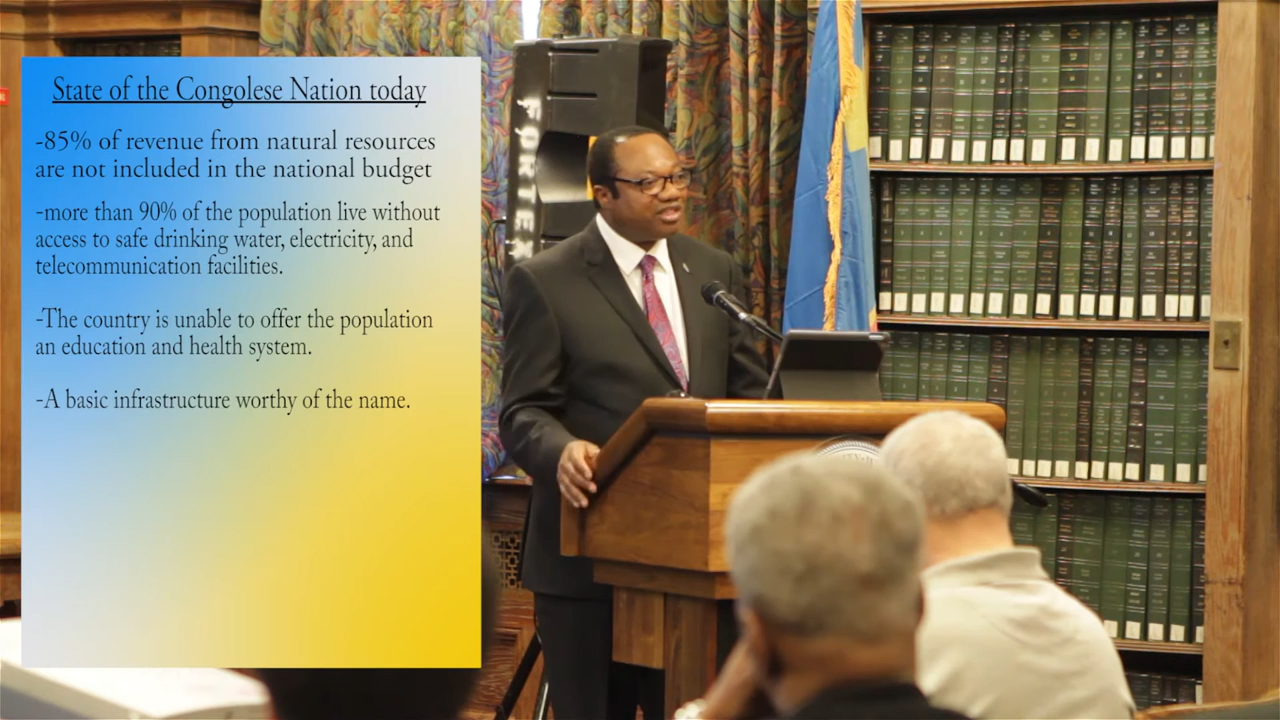 State of the Congolese Nation today
-85% of revenue from natural resources
are not included in the national budget
-more than 90% of the population live without
access to safe drinking water, electricity, and
telecommunication facilities.
-The country is unable to offer the population
an education and health system.
-A basic infrastructure worthy of the name.
FORTE